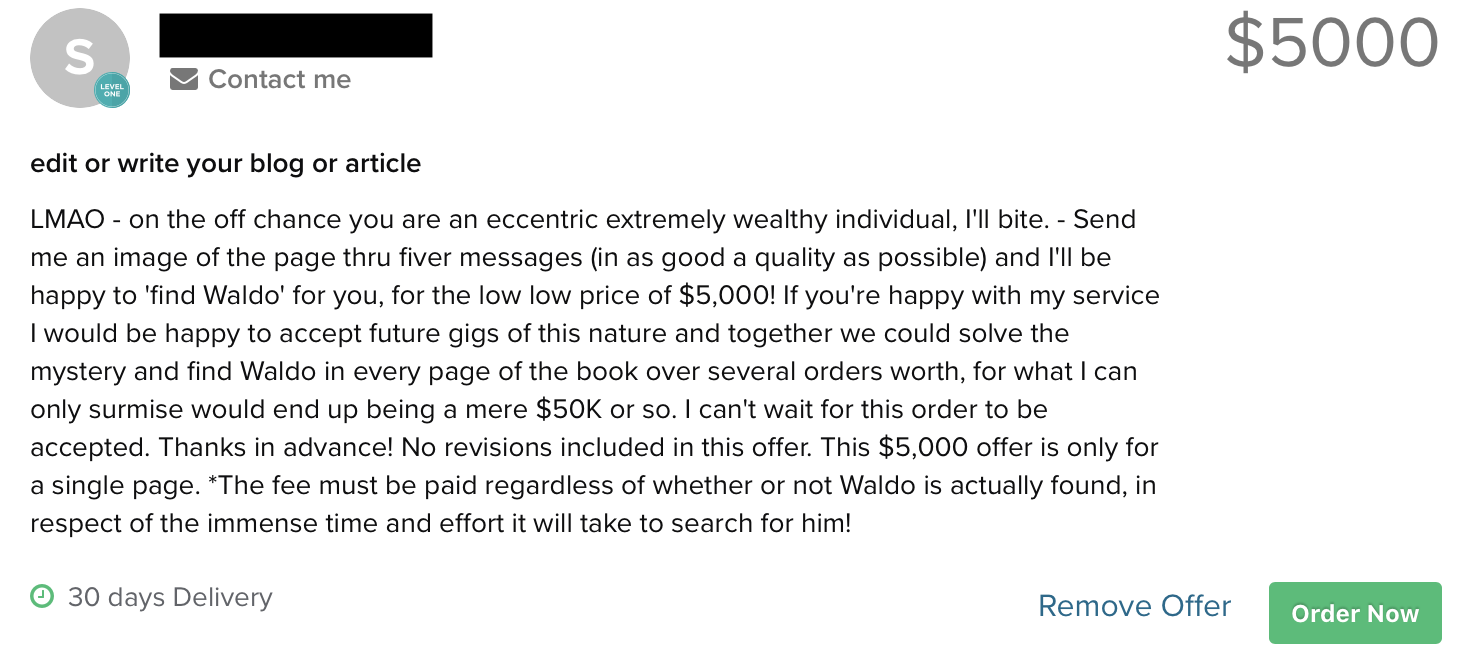 S
LEVEL
ONE
Contact me
$5000
edit or write your blog or article
LMAO - on the off chance you are an eccentric extremely wealthy individual, I'll bite. - Send
me an image of the page thru fiver messages (in as good a quality as possible) and I'll be
happy to 'find Waldo' for you, for the low low price of $5,000! If you're happy with my service
I would be happy to accept future gigs of this nature and together we could solve the
mystery and find Waldo in every page of the book over several orders worth, for what I can
only surmise would end up being a mere $50K or so. I can't wait for this order to be
accepted. Thanks in advance! No revisions included in this offer. This $5,000 offer is only for
a single page. *The fee must be paid regardless of whether or not Waldo is actually found, in
respect of the immense time and effort it will take to search for him!
30 days Delivery
Remove Offer
Order Now